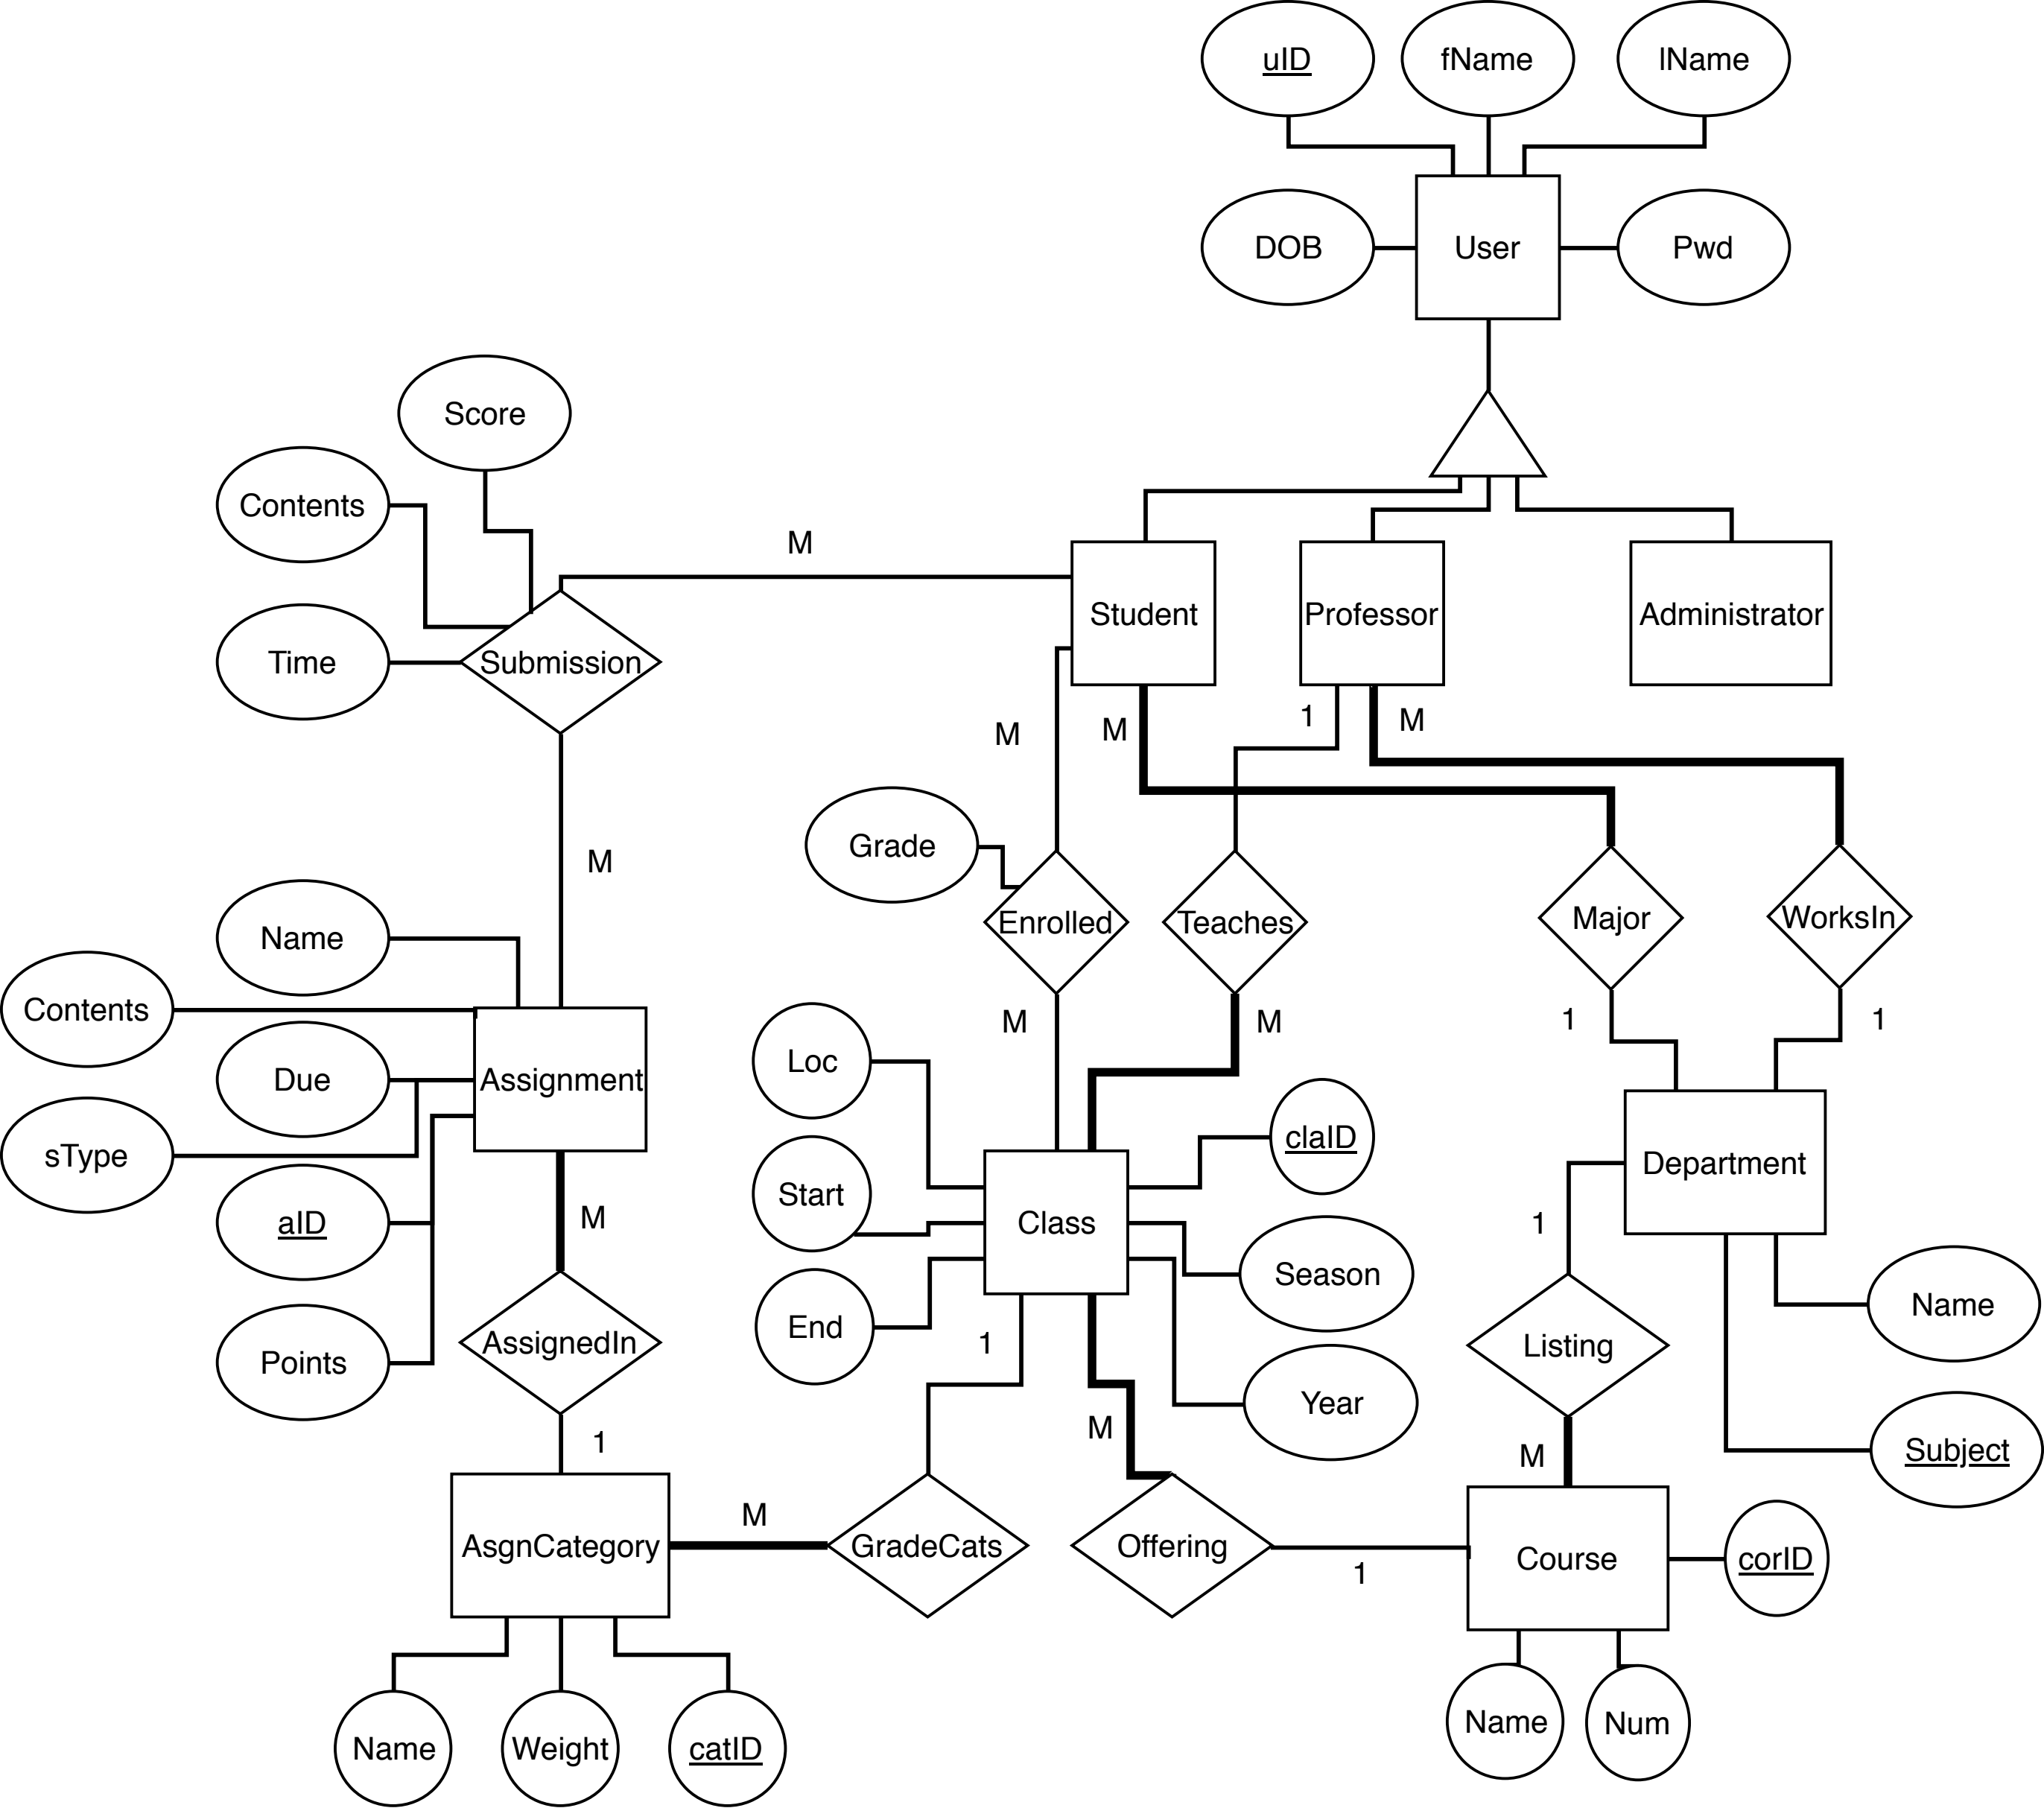 uID
fName
lName
DOB
User
Pwd
Score
Contents
M
Student
Professor
Administrator
Time
Submission
M
M
1
M
Grade
M
Enrolled
Teaches
Major
WorksIn
Name
Contents
M
M
1
1
Loc
Due
Assignment
claID
sType
Department
Start
Class
aID
M
1
Season
Name
End
1
Points
AssignedIn
Listing
Year
M
1
M
Subject
M
AsgnCategory
GradeCats
Offering
1
Course
corID
Name
Weight
catID
Name
Num